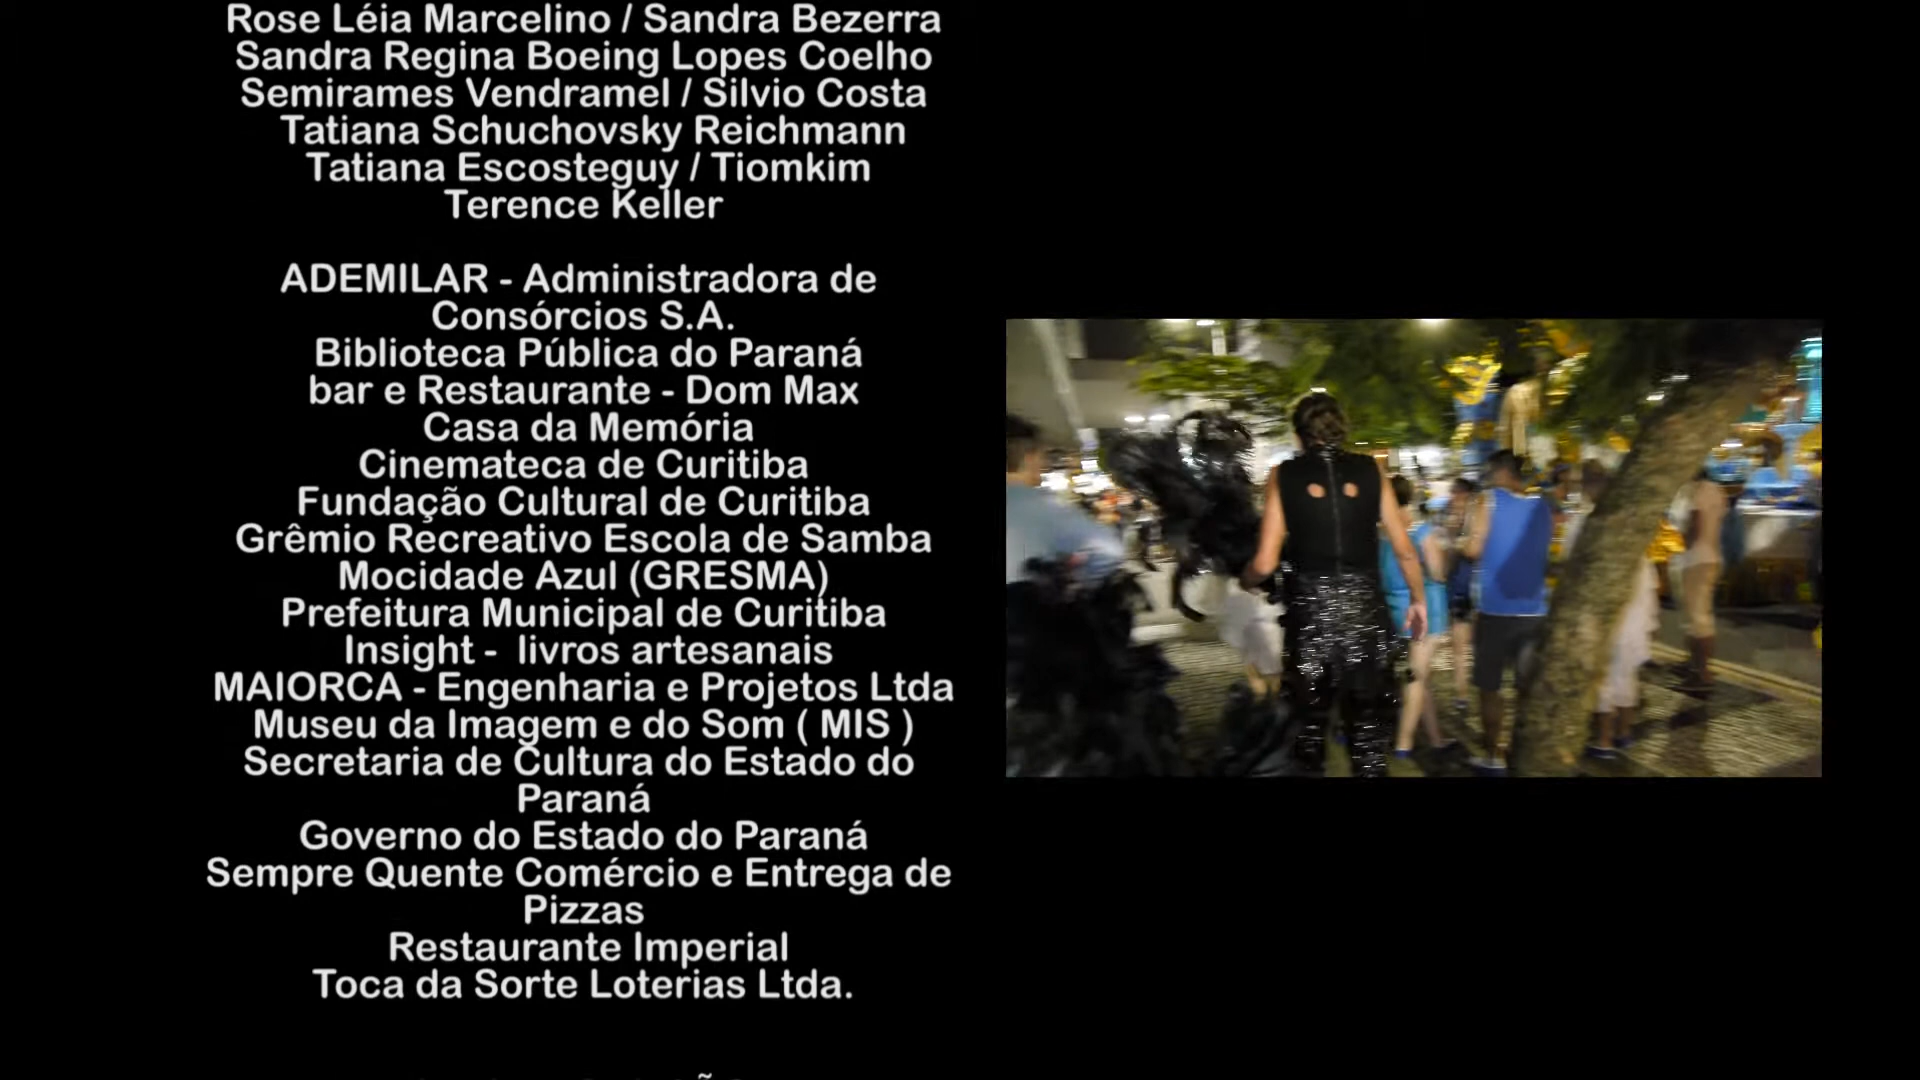 Rose Léia Marcelino / Sandra Bezerra
Sandra Regina Boeing Lopes Coelho
Semirames Vendramel / Silvio Costa
Tatiana Schuchovsky Reichmann
Tatiana Escosteguy / Tiomkim
Terence Keller
ADEMILAR - Administradora de
Consórcios S.A.
Biblioteca Pública do Paraná
bar e Restaurante - Dom Max
Casa da Memória
Cinemateca de Curitiba
Fundação Cultural de Curitiba
Grêmio Recreativo Escola de Samba
Mocidade Azul (GRESMA)
Prefeitura Municipal de Curitiba
Insight -  livros artesanais
MAIORCA - Engenharia e Projetos Ltda
Museu da Imagem e do Som ( MIS )
Secretaria de Cultura do Estado do
Paraná
Governo do Estado do Paraná
Sempre Quente Comércio e Entrega de
Pizzas
Restaurante Imperial
Toca da Sorte Loterias Ltda.